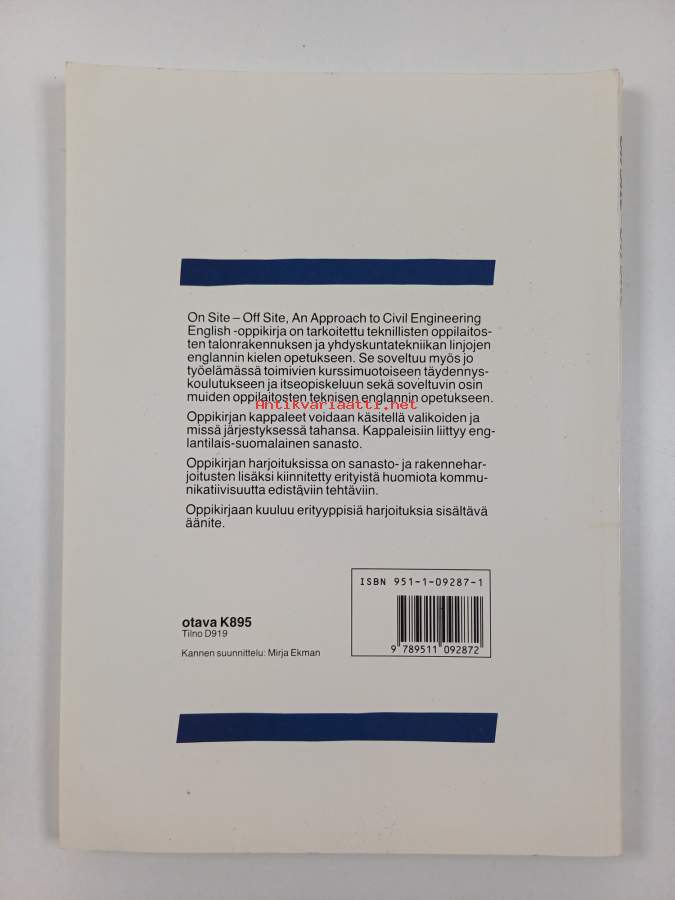 On Site – Off Site, An Approach to Civil Engineering
English -oppikirja on tarkoitettu teknillisten oppilaitos-
ten talonrakennuksen ja yhdyskuntatekniikan linjojen
englannin kielen opetukseen. Se soveltuu myös jo
työelämässä toimivien kurssimuotoiseen täydennys-
koulutukseen ja itseopiskeluun sekä soveltuvin osin
muiden oppilaitosten teknisen englannin opetukseen.
Antikvariaatti.net
Oppikirjan kappaleet voidaan käsitellä valikoiden ja
missä järjestyksessä tahansa. Kappaleisiin liittyy eng-
lantilais-suomalainen sanasto.
Oppikirjan harjoituksissa on sanasto- ja rakennehar-
joitusten lisäksi kiinnitetty erityistä huomiota kommu-
nikatiivisuutta edistäviin tehtäviin.
Oppikirjaan kuuluu erityyppisiä harjoituksia sisältävä
äänite.
ISBN 951-1-09287-1
9 789511 092872
otava K895
Tilno D919
Kannen suunnittelu: Mirja Ekman